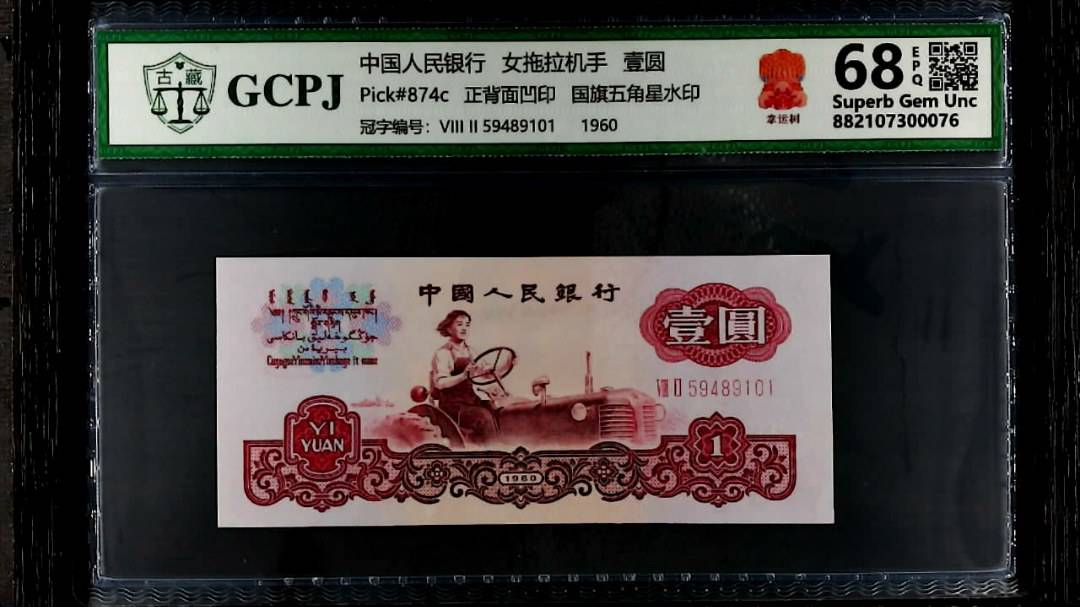 古藏
GCPJ
中国人民银行 女拖拉机手 壹圆
Pick#874c 正背面凹印 国旗五角星水印
冠字编号：VIII II 59489101 1960
拿运树
68 EPQ
Superb Gem Unc
882107300076
中國人民銀行
壹圓
VIII II 59489101
YI
YUAN
1
1960